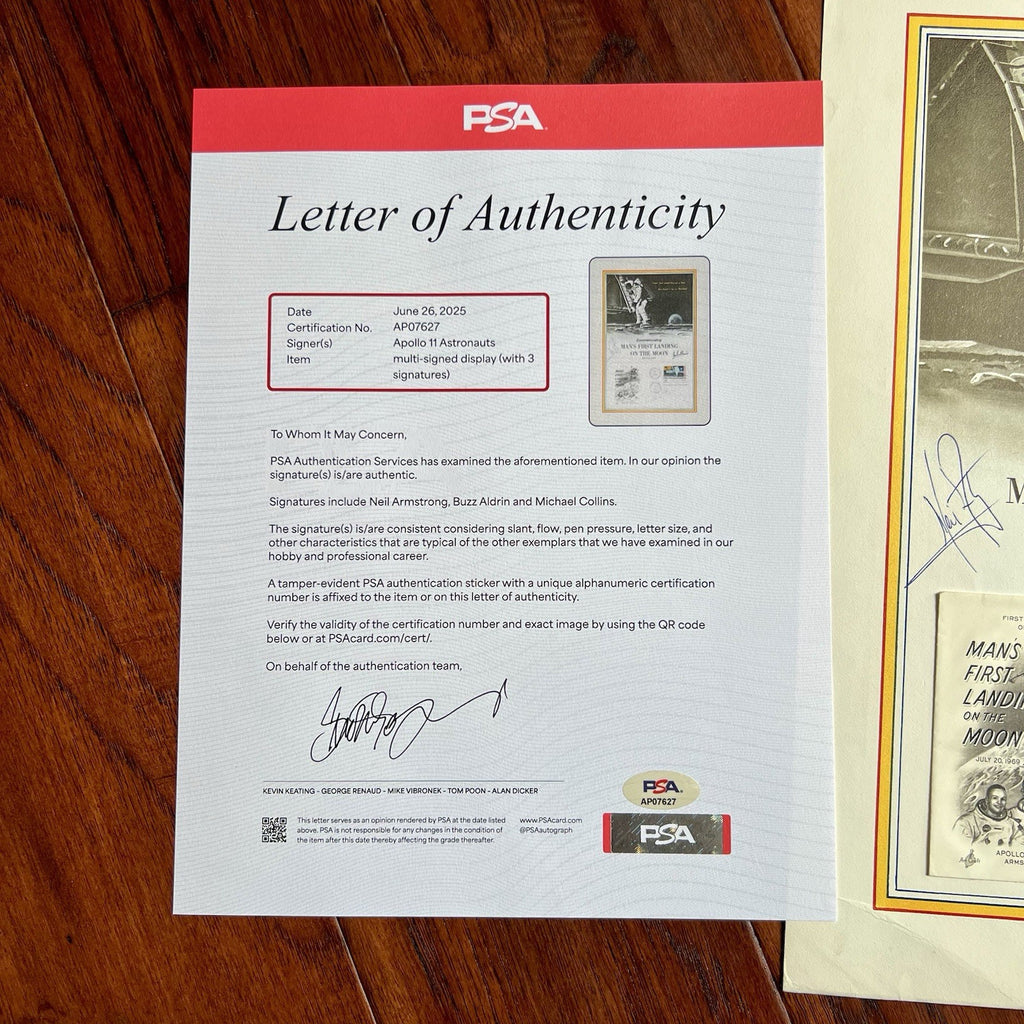 PSA
Letter of Authenticity
Date June 26, 2025
Certification No. AP07627
Signer(s) Apollo 11 Astronauts
Item multi-signed display (with 3
signatures)
MAN'S FIRST LANDING
ON THE MOON
To Whom It May Concern,
PSA Authentication Services has examined the aforementioned item. In our opinion the
signature(s) is/are authentic.
Signatures include Neil Armstrong, Buzz Aldrin and Michael Collins.
The signature(s) is/are consistent considering slant, flow, pen pressure, letter size, and
other characteristics that are typical of the other exemplars that we have examined in our
hobby and professional career.
A tamper-evident PSA authentication sticker with a unique alphanumeric certification
number is affixed to the item or on this letter of authenticity.
Verify the validity of the certification number and exact image by using the QR code
below or at PSAcard.com/cert/.
On behalf of the authentication team,
KEVIN KEATING - GEORGE RENAUD - MIKE VIBRONEK - TOM POON - ALAN DICKER
This letter serves as an opinion rendered by PSA at the date listed
above. PSA is not responsible for any changes in the condition of
the item after this date thereby affecting the grade thereafter.
www.PSAcard.com
@PSAautograph
PSA
AP07627
PSA
M
FIRST
O
MAN'S
FIRST
LANDI
ON THE
MOON
JULY 20, 1969
APOLLO
ARMS